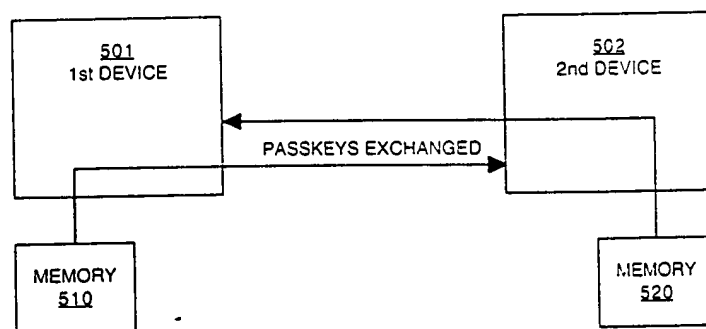 501
1st DEVICE
502
2nd DEVICE
PASSKEYS EXCHANGED
MEMORY
510
MEMORY
520